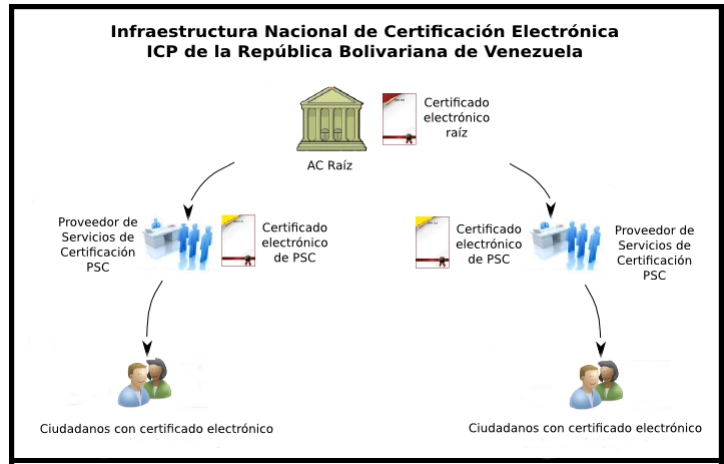 Infraestructura Nacional de Certificación Electrónica
ICP de la República Bolivariana de Venezuela
Certificado
electrónico
raíz
AC Raíz
Proveedor de
Servicios de
Certificación
PSC
Certificado
electrónico
de PSC
Certificado
electrónico
de PSC
Proveedor de
Servicios de
Certificación
PSC
Ciudadanos con certificado electrónico
Ciudadanos con certificado electrónico